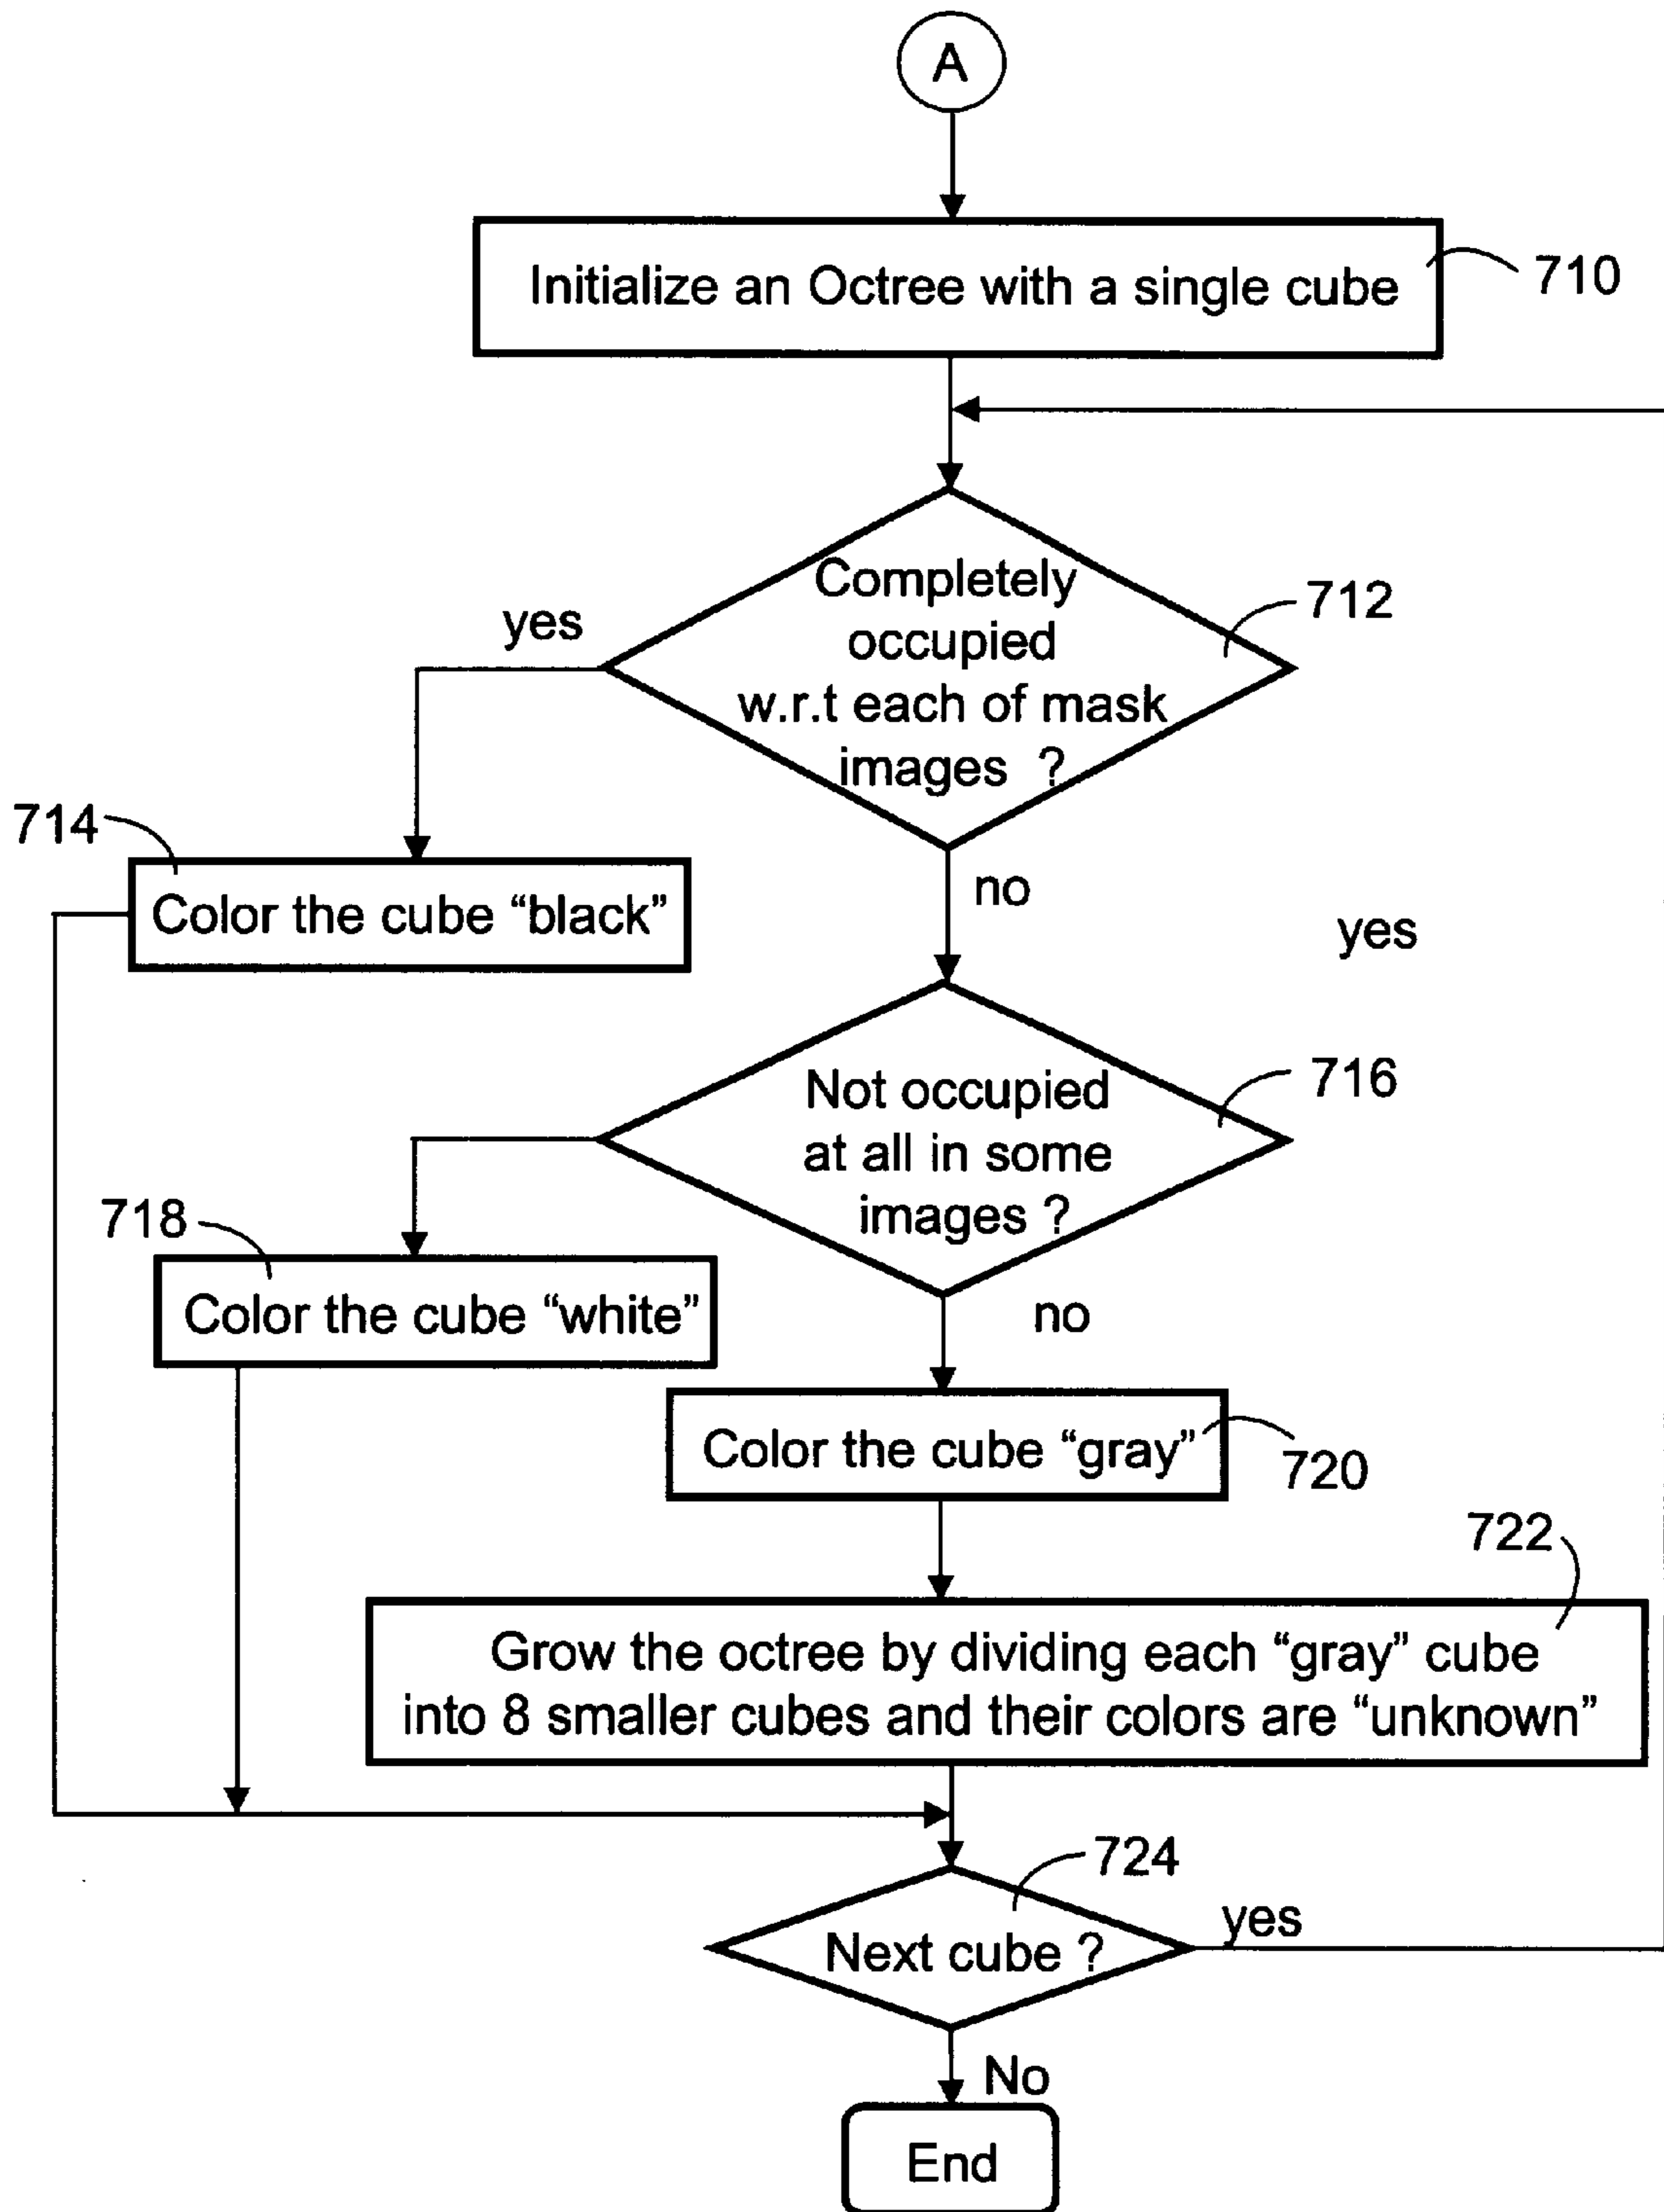 A
Initialize an Octree with a single cube
710
Completely
occupied
w.r.t each of mask
images ?
712
yes
714
Color the cube “black”
no
yes
Not occupied
at all in some
images ?
716
718
Color the cube “white”
no
Color the cube “gray”
720
722
Grow the octree by dividing each “gray” cube
into 8 smaller cubes and their colors are “unknown”
724
Next cube ?
yes
No
End